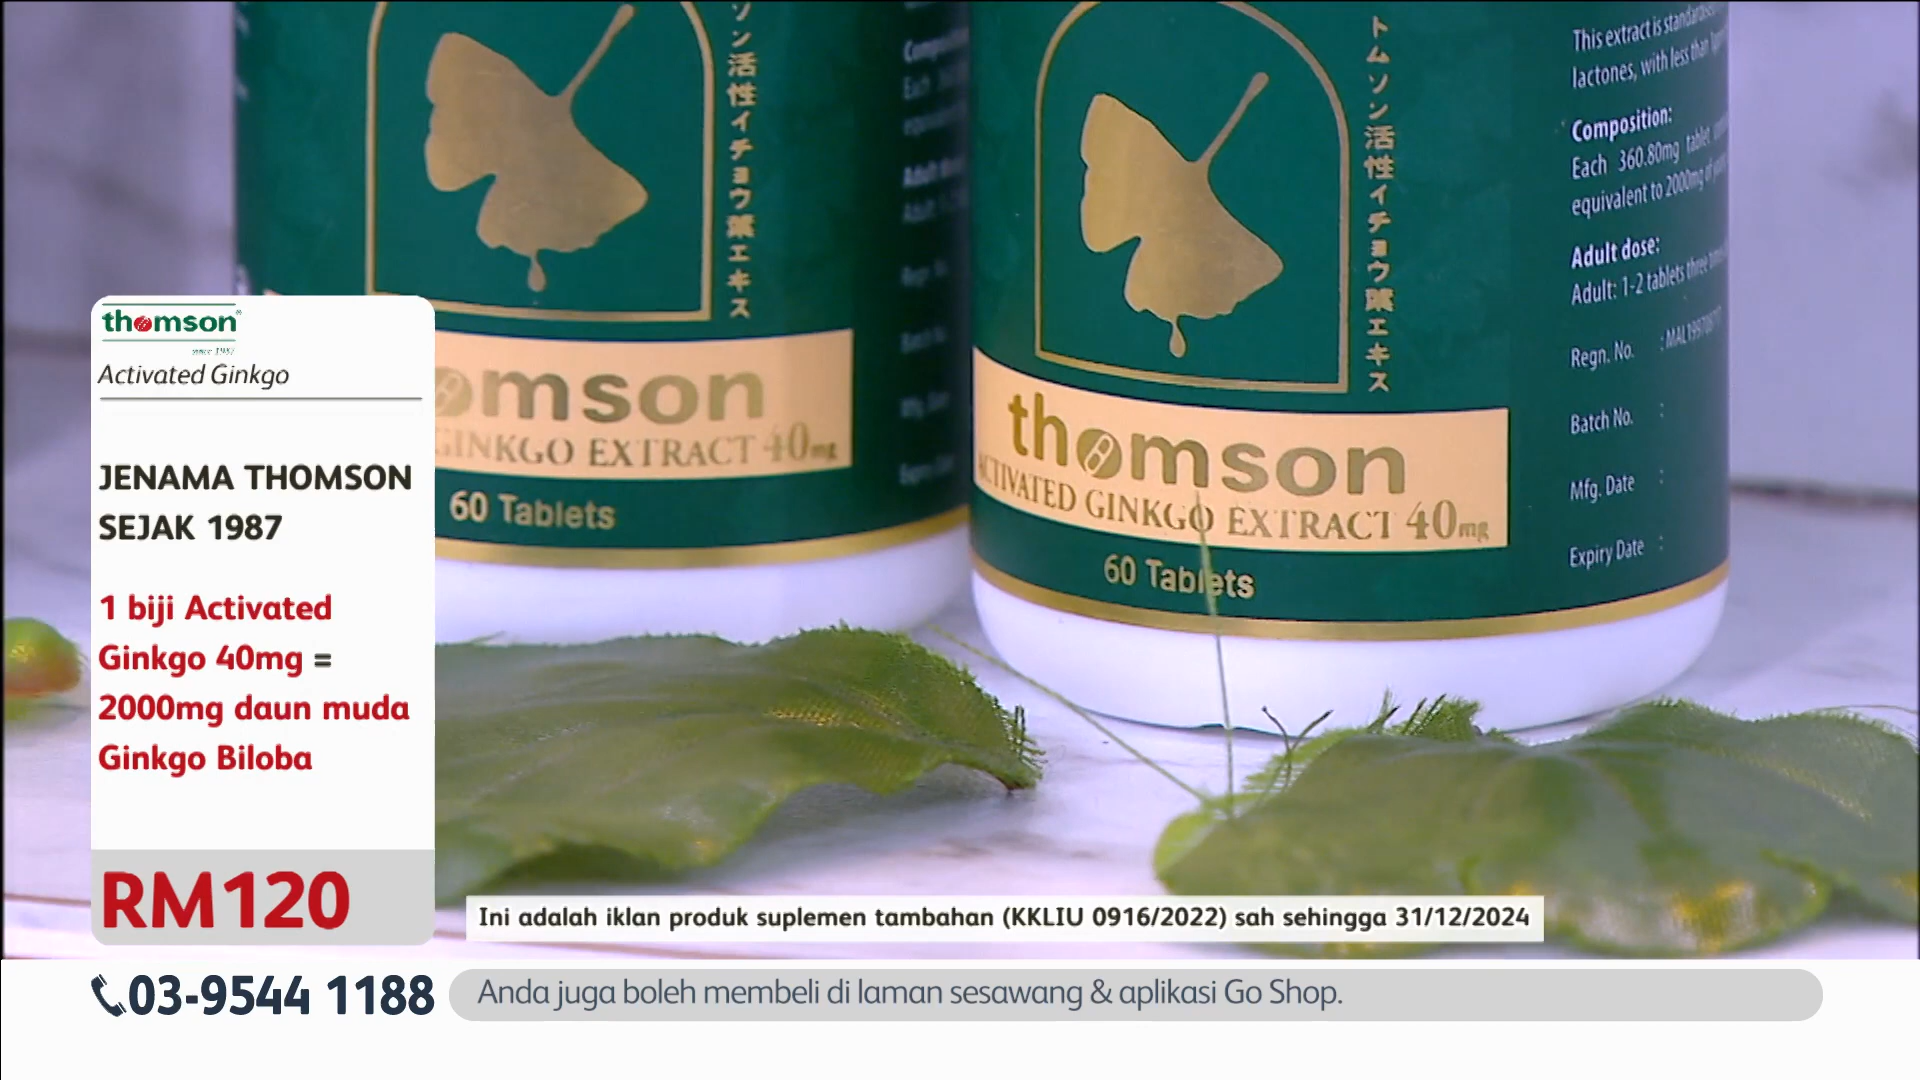 thomson®
since 1987
Activated Ginkgo
JENAMA THOMSON
SEJAK 1987
1 biji Activated
Ginkgo 40mg =
2000mg daun muda
Ginkgo Biloba
RM120
ソン活性イチョウ葉エキス
omson
GINKGO EXTRACT 40mg
60 Tablets
トムソン活性イチョウ葉エキス
thomson
ACTIVATED GINKGO EXTRACT 40mg
60 Tablets
This extract is standardised
lactones, with less than
Composition:
Each 360.80mg tablet
equivalent to 2000mg of
Adult dose:
Adult: 1-2 tablets three
Regn. No. :
Batch No. :
Mfg. Date :
Expiry Date :
Ini adalah iklan produk suplemen tambahan (KKLIU 0916/2022) sah sehingga 31/12/2024
03-9544 1188
Anda juga boleh membeli di laman sesawang & aplikasi Go Shop.